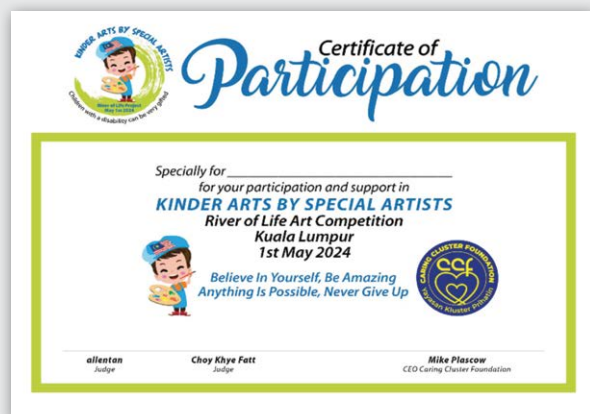 KINDER ARTS BY SPECIAL ARTISTS
River of Life Project
May 1st 2024
Children with a disability can be very gifted
Certificate of
Participation
Specially for
for your participation and support in
KINDER ARTS BY SPECIAL ARTISTS
River of Life Art Competition
Kuala Lumpur
1st May 2024
Believe In Yourself, Be Amazing
Anything Is Possible, Never Give Up
CARING CLUSTER FOUNDATION
ccf
Yayasan Kluster Prihatin
allentan
Judge
Choy Khye Fatt
Judge
Mike Plascow
CEO Caring Cluster Foundation